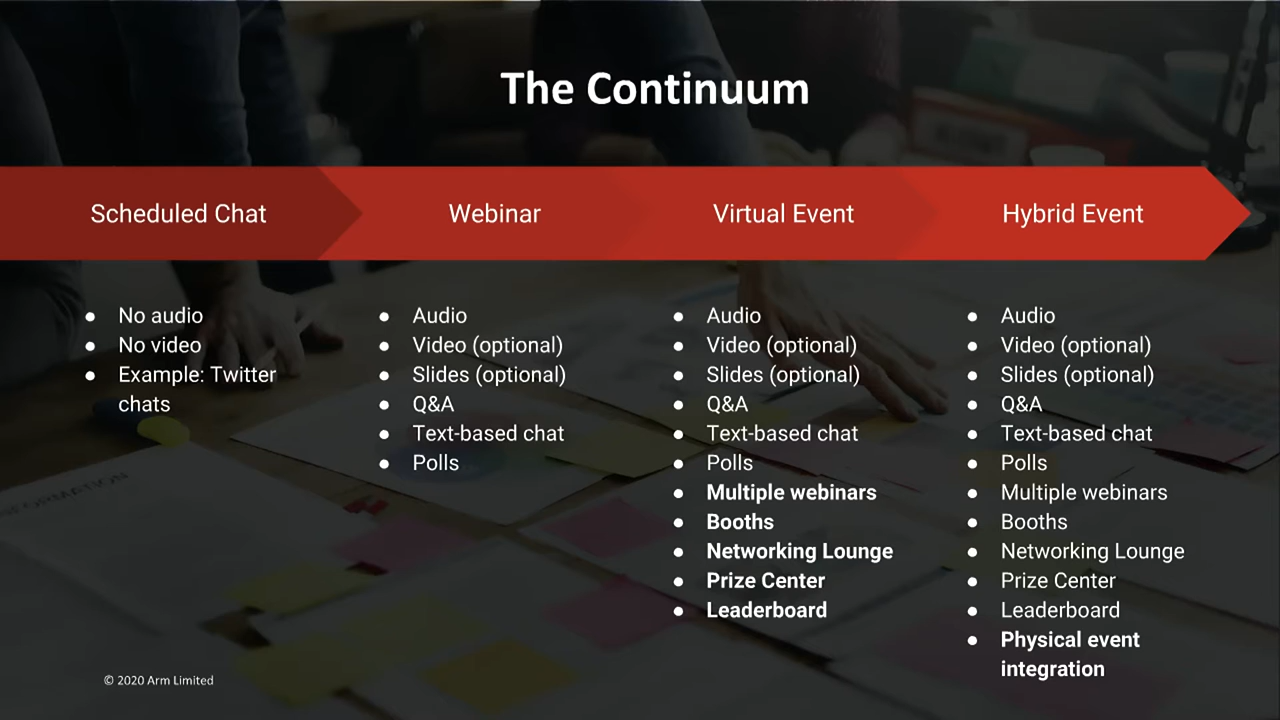 The Continuum
Scheduled Chat
Webinar
Virtual Event
Hybrid Event
● No audio
● No video
● Example: Twitter
chats
● Audio
● Video (optional)
● Slides (optional)
● Q&A
● Text-based chat
● Polls
● Audio
● Video (optional)
● Slides (optional)
● Q&A
● Text-based chat
● Polls
● Multiple webinars
● Booths
● Networking Lounge
● Prize Center
● Leaderboard
● Audio
● Video (optional)
● Slides (optional)
● Q&A
● Text-based chat
● Polls
● Multiple webinars
● Booths
● Networking Lounge
● Prize Center
● Leaderboard
● Physical event
integration
© 2020 Arm Limited